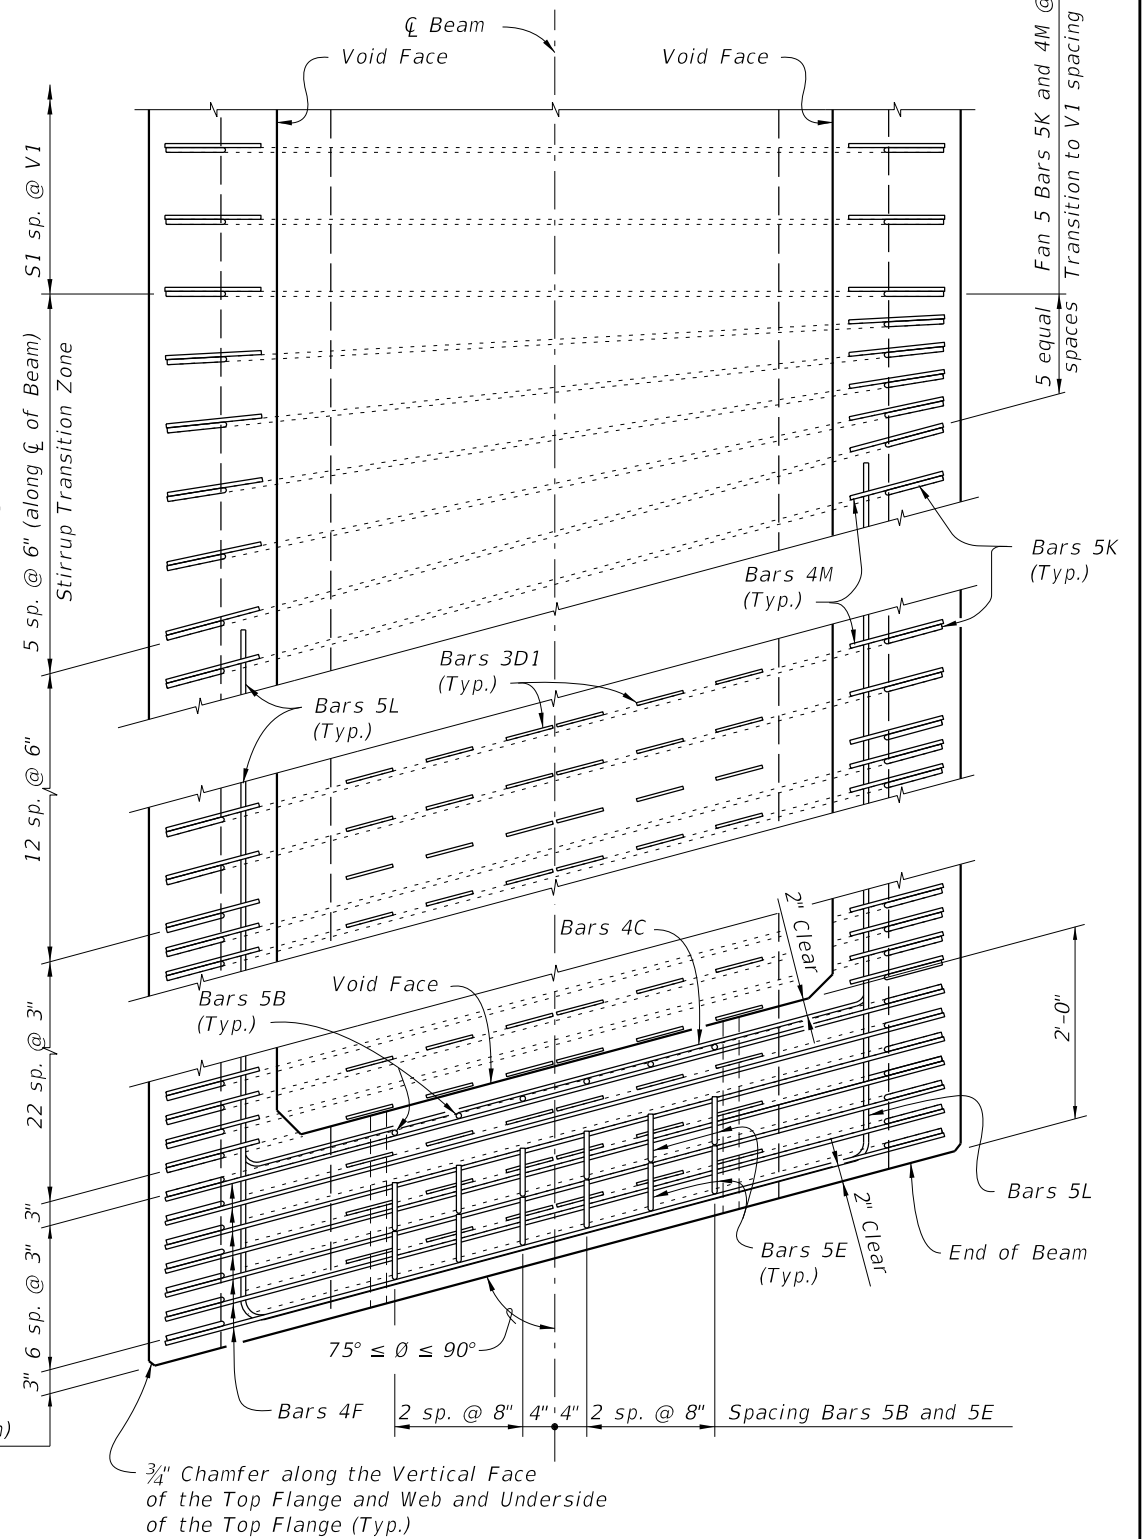 ℄ Beam
Void Face
Void Face
Fan 5 Bars 5K and 4M @
Transition to V1 spacing
5 equal
spaces
S1 sp. @ V1
5 sp. @ 6" (along ℄ of Beam)
Stirrup Transition Zone
Bars 5K
(Typ.)
Bars 4M
(Typ.)
Bars 3D1
(Typ.)
Bars 5L
(Typ.)
12 sp. @ 6"
2" Clear
Bars 4C
Void Face
Bars 5B
(Typ.)
2'-0"
22 sp. @ 3"
Bars 5L
3"
2" Clear
Bars 5E
(Typ.)
End of Beam
6 sp. @ 3"
75° ≤ Ø ≤ 90°
3"
Bars 4F
2 sp. @ 8"
4"
4"
2 sp. @ 8"
Spacing Bars 5B and 5E
)
¾" Chamfer along the Vertical Face
of the Top Flange and Web and Underside
of the Top Flange (Typ.)